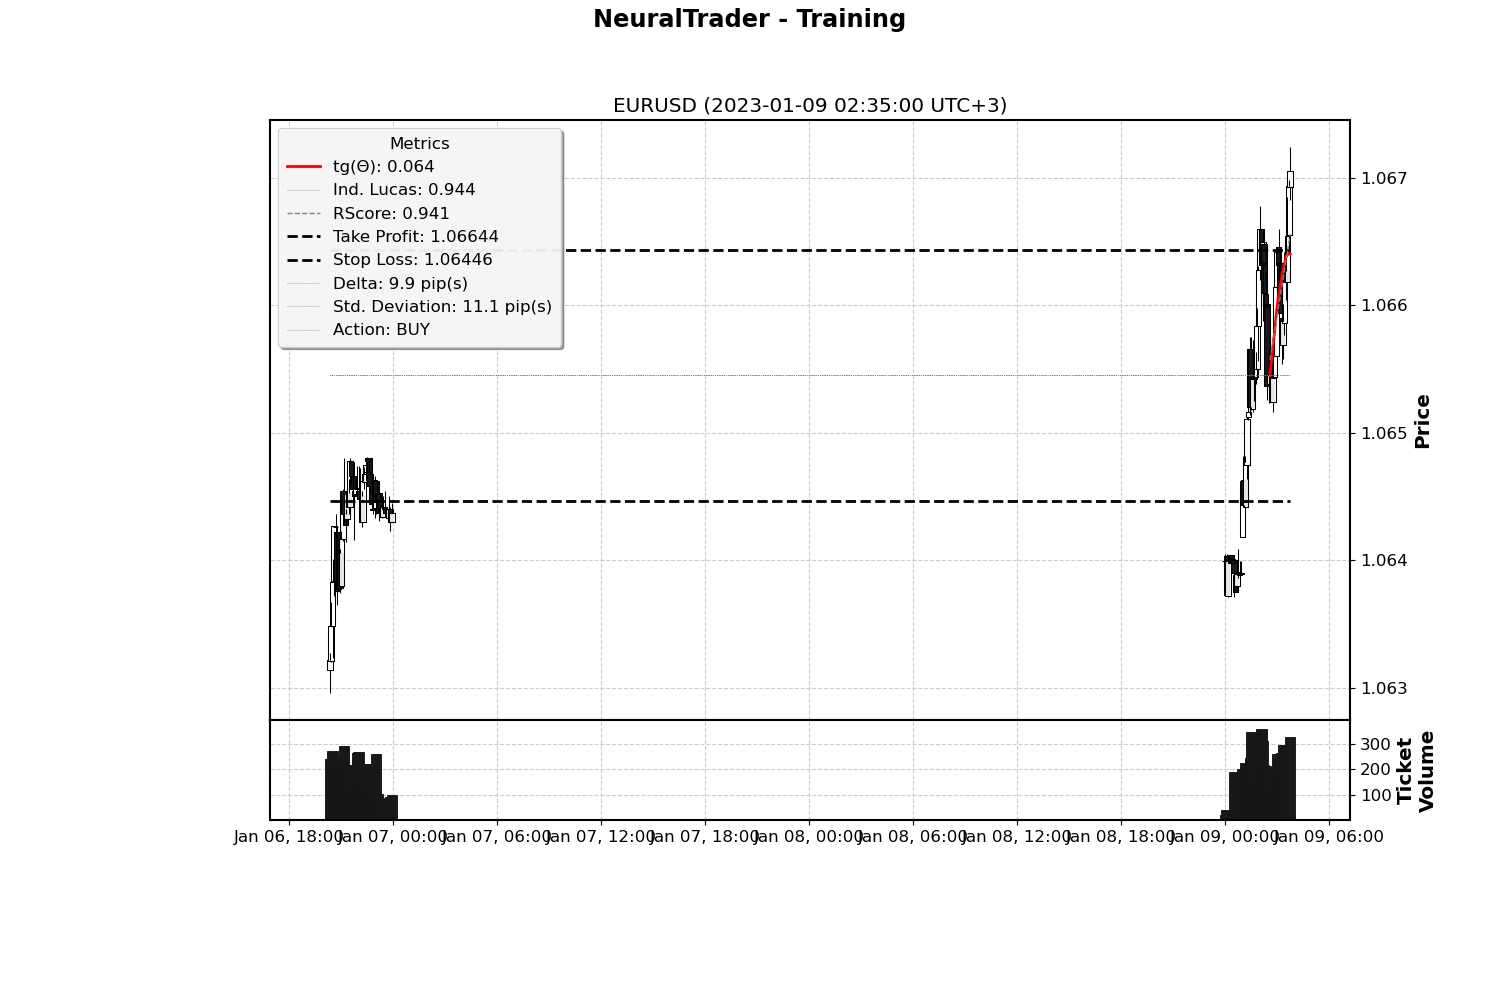 NeuralTrader - Training
EURUSD (2023-01-09 02:35:00 UTC+3)
Metrics
tg(Θ): 0.064
Ind. Lucas: 0.944
RScore: 0.941
Take Profit: 1.06644
Stop Loss: 1.06446
Delta: 9.9 pip(s)
Std. Deviation: 11.1 pip(s)
Action: BUY
1.067
1.066
1.065
1.064
1.063
Price
300
200
100
Ticket
Volume
Jan 06, 18:00
Jan 07, 00:00
Jan 07, 06:00
Jan 07, 12:00
Jan 07, 18:00
Jan 08, 00:00
Jan 08, 06:00
Jan 08, 12:00
Jan 08, 18:00
Jan 09, 00:00
Jan 09, 06:00